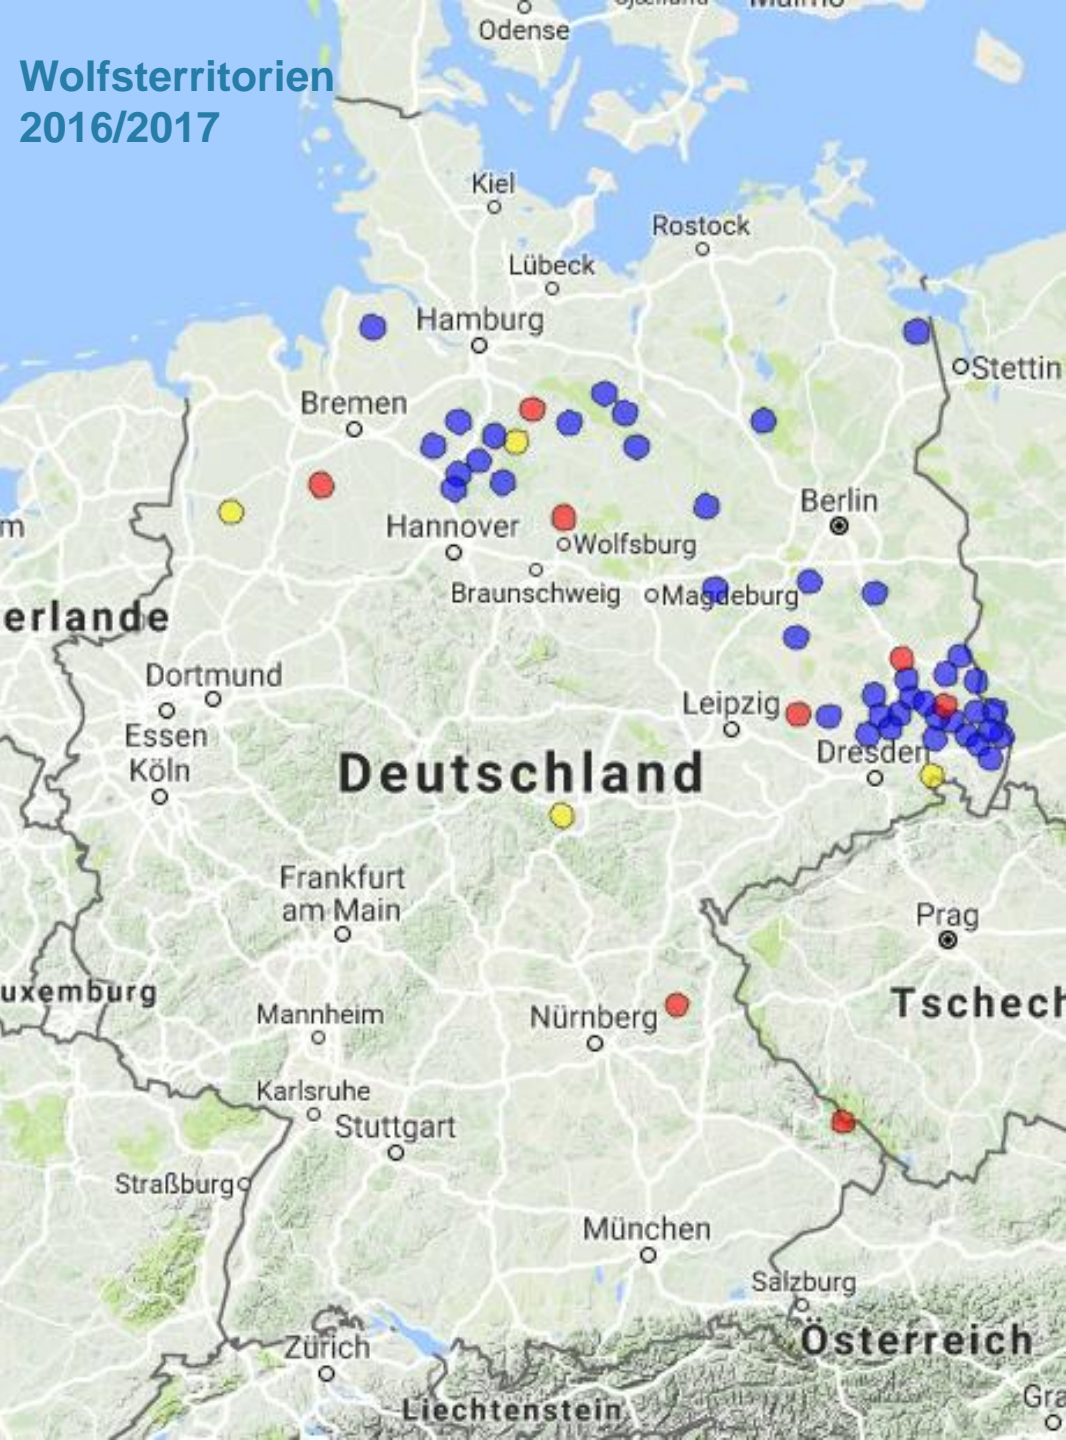 Odense
Wolfsterritorien
2016/2017
Kiel
Rostock
Lübeck
Hamburg
Stettin
Bremen
Berlin
Hannover
Wolfsburg
Braunschweig
Magdeburg
erlande
Dortmund
Essen
Leipzig
Köln
Deutschland
Dresden
Frankfurt
am Main
Prag
uxemburg
Tschech
Mannheim
Nürnberg
Karlsruhe
Stuttgart
Straßburg
München
Salzburg
Österreich
Zürich
Liechtenstein
Gra